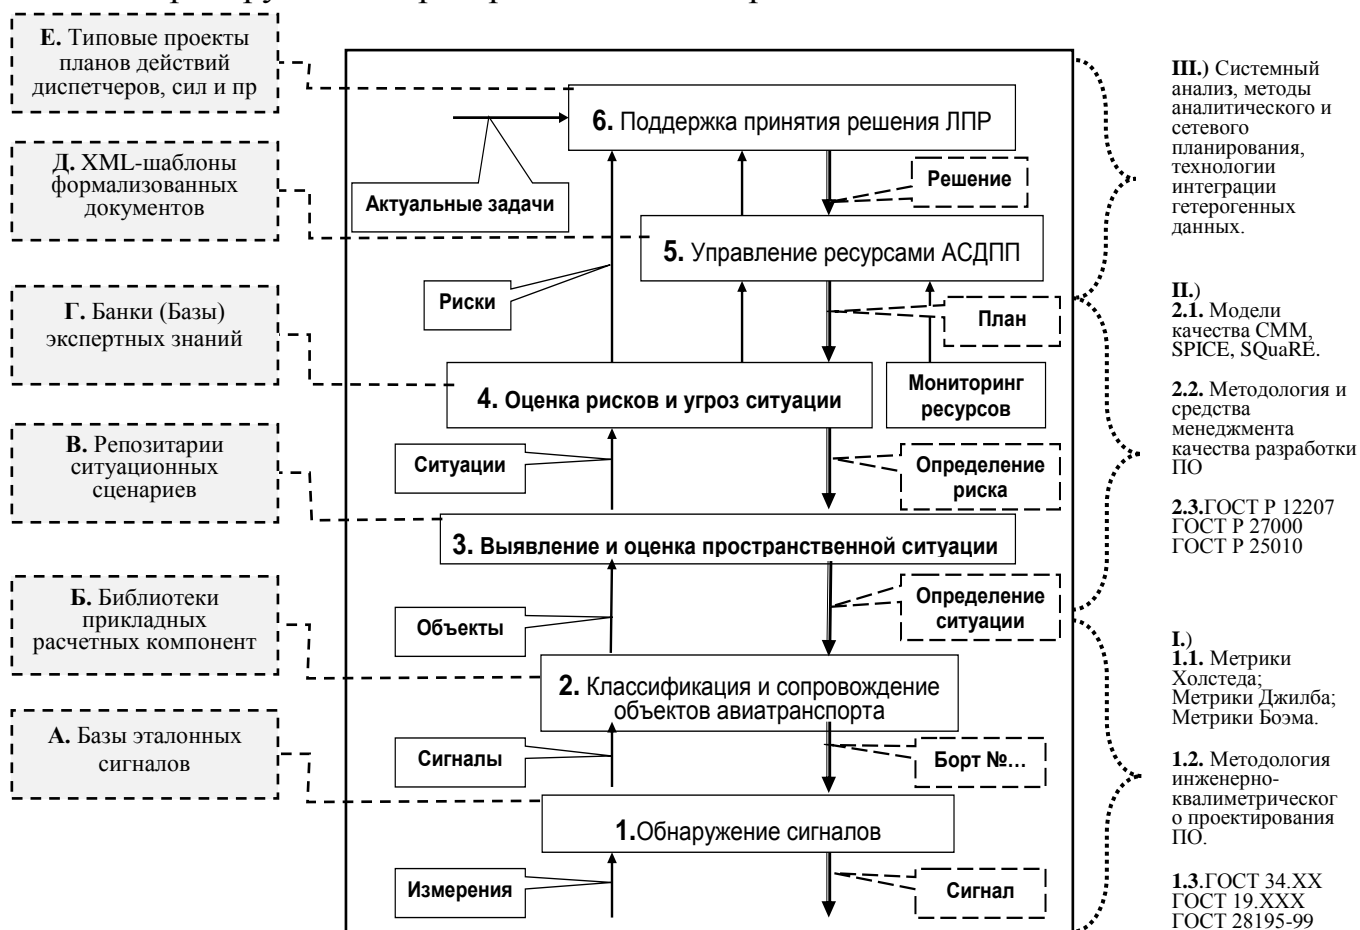 Е. Типовые проекты
планов действий
диспетчеров, сил и пр
Д. XML-шаблоны
формализованных
документов
Г. Банки (Базы)
экспертных знаний
В. Репозитарии
ситуационных
сценариев
Б. Библиотеки
прикладных
расчетных компонент
А. Базы эталонных
сигналов
6. Поддержка принятия решения ЛПР
Актуальные задачи
Решение
5. Управление ресурсами АСДПП
Риски
План
4. Оценка рисков и угроз ситуации
Мониторинг
ресурсов
Ситуации
Определение
риска
3. Выявление и оценка пространственной ситуации
Объекты
Определение
ситуации
2. Классификация и сопровождение
объектов авиатранспорта
Сигналы
Борт №...
1.Обнаружение сигналов
Измерения
Сигнал
III.) Системный
анализ, методы
аналитического и
сетевого
планирования,
технологии
интеграции
гетерогенных
данных.
II.)
2.1. Модели
качества CMM,
SPICE, SQuaRE.
2.2. Методология и
средства
менеджмента
качества разработки
ПО
2.3.ГОСТ Р 12207
ГОСТ Р 27000
ГОСТ Р 25010
I.)
1.1. Метрики
Холстеда;
Метрики Джилба;
Метрики Боэма.
1.2. Методология
инженерно-
квалиметрическог
о проектирования
ПО.
1.3.ГОСТ 34.XX
ГОСТ 19.XXX
ГОСТ 28195-99